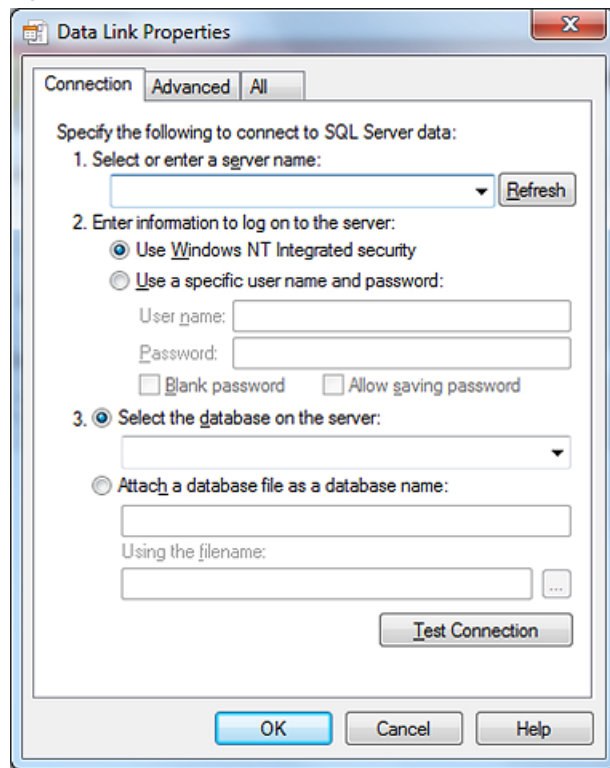 Data Link Properties
Connection Advanced All
Specify the following to connect to SQL Server data:
1. Select or enter a server name:
Refresh
2. Enter information to log on to the server:
Use Windows NT Integrated security
Use a specific user name and password:
User name:
Password:
Blank password Allow saving password
3. Select the database on the server:
Attach a database file as a database name:
Using the filename:
...
Test Connection
OK Cancel Help